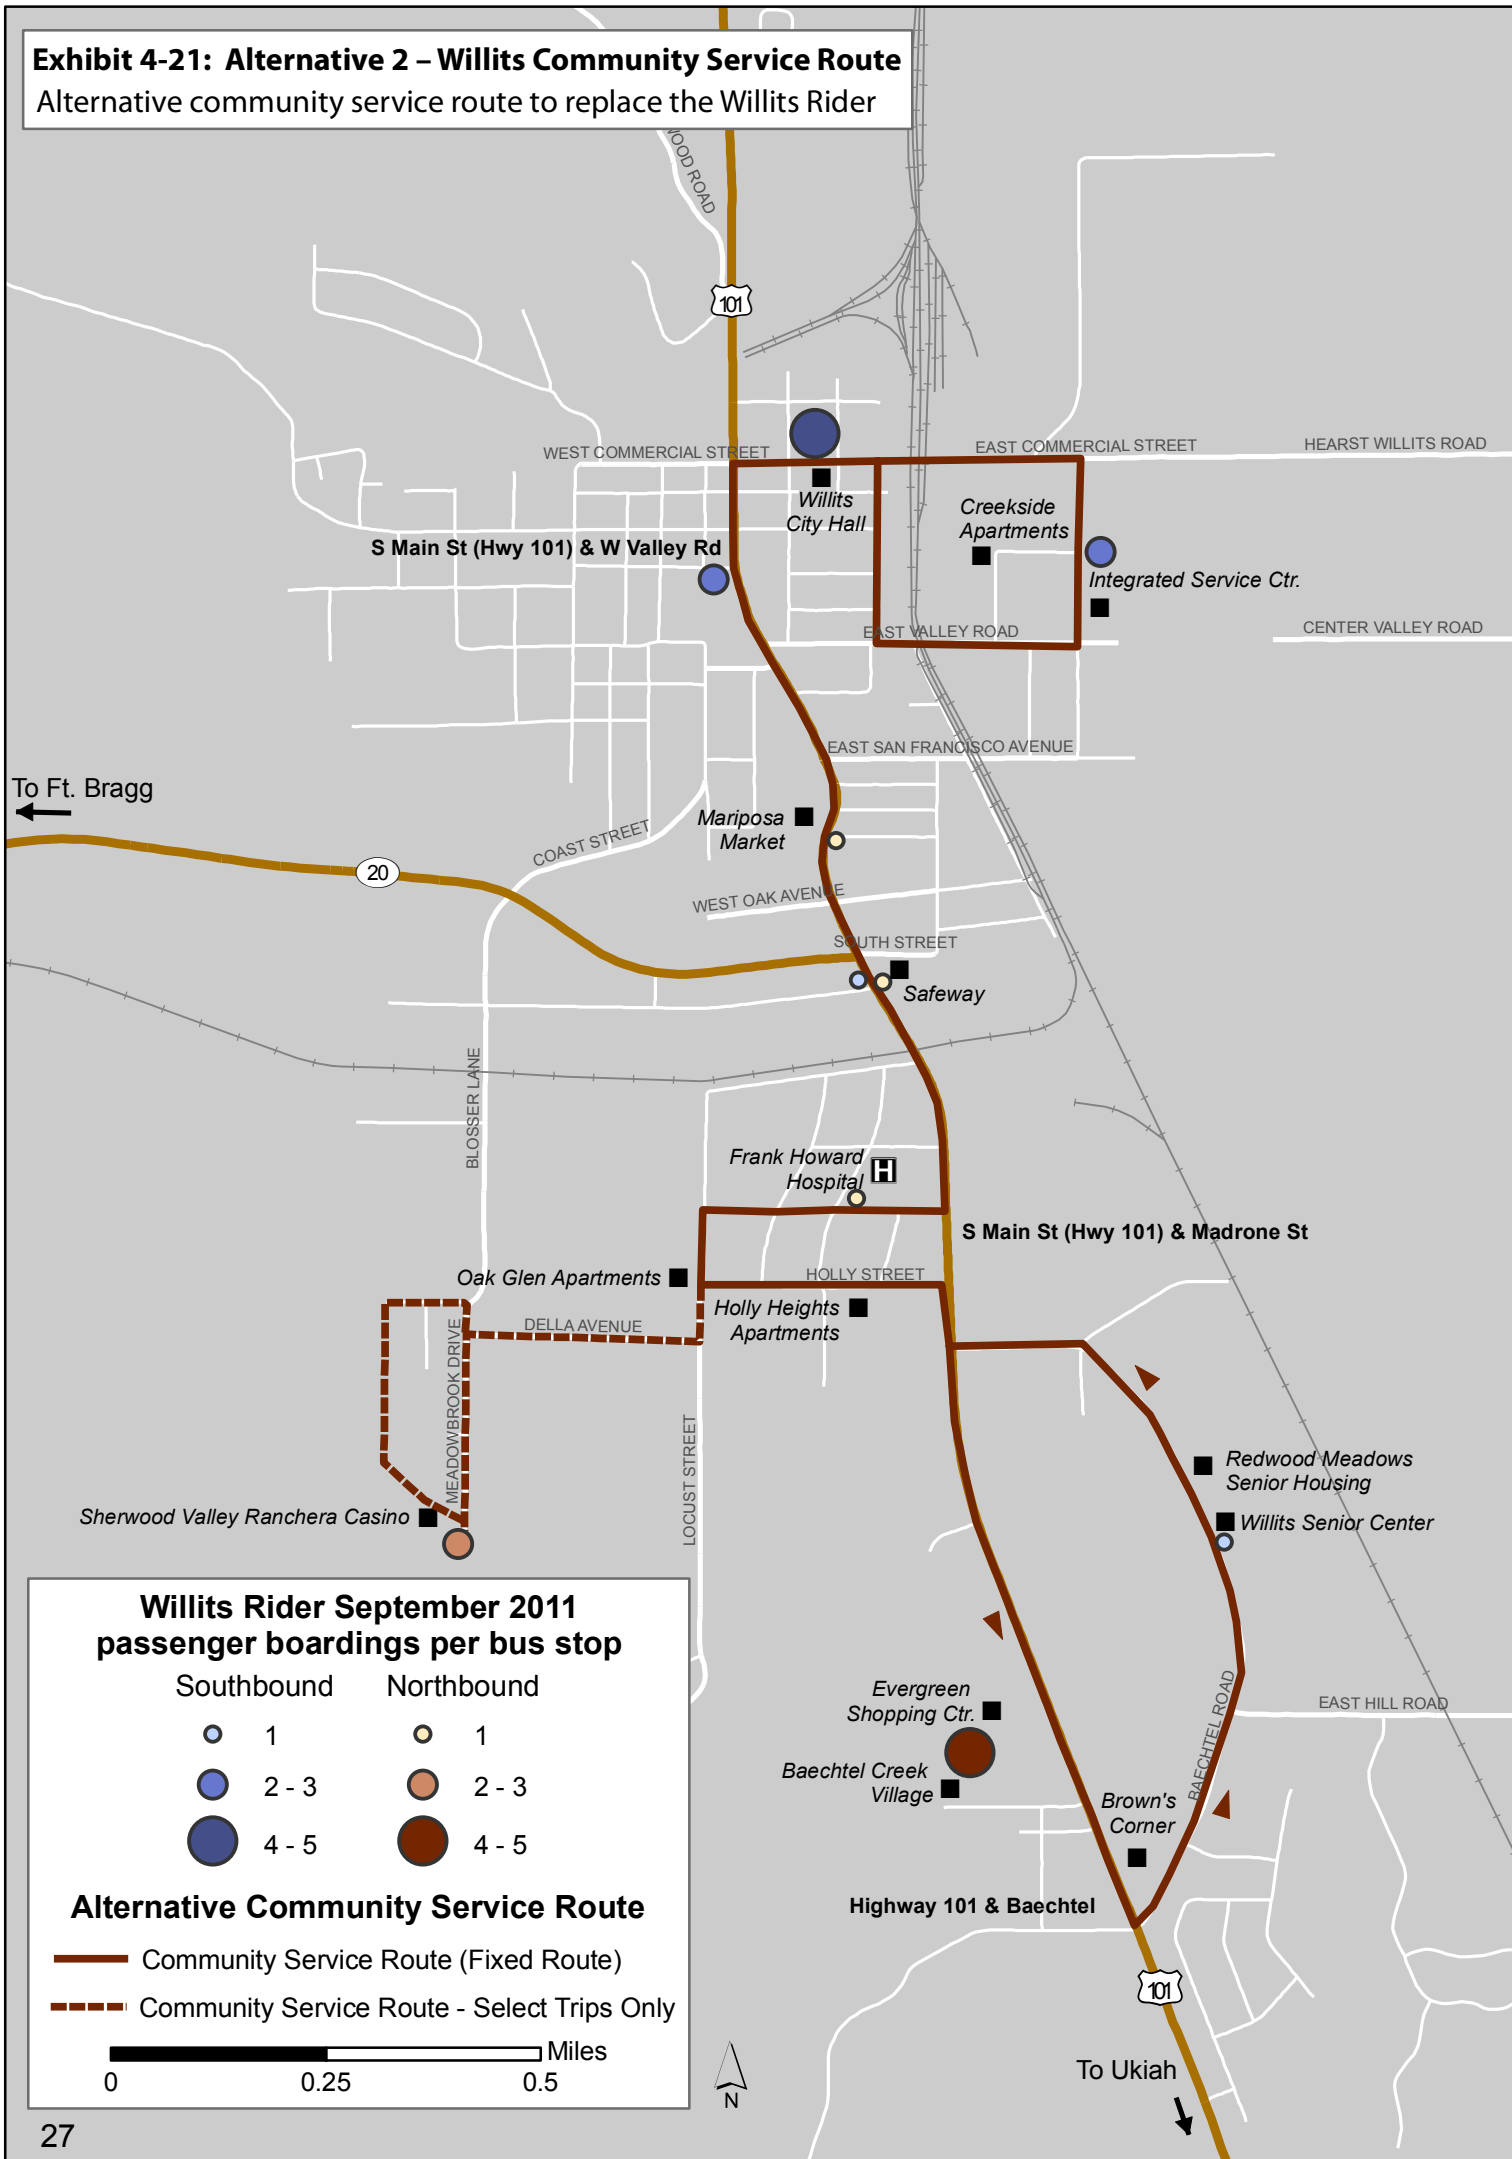 Exhibit 4-21: Alternative 2 – Willits Community Service Route
Alternative community service route to replace the Willits Rider
ROAD
101
WEST COMMERCIAL STREET
EAST COMMERCIAL STREET
HEARST WILLITS ROAD
Willits
City Hall
Creekside
Apartments
S Main St (Hwy 101) & W Valley Rd
Integrated Service Ctr.
EAST VALLEY ROAD
CENTER VALLEY ROAD
EAST SAN FRANCISCO AVENUE
To Ft. Bragg
Mariposa
Market
COAST STREET
20
WEST OAK AVENUE
SOUTH STREET
Safeway
BLOSSER LANE
Frank Howard
Hospital
H
S Main St (Hwy 101) & Madrone St
Oak Glen Apartments
HOLLY STREET
Holly Heights
Apartments
DELLA AVENUE
MEADOWBROOK DRIVE
LOCUST STREET
Redwood Meadows
Senior Housing
Sherwood Valley Ranchera Casino
Willits Senior Center
Evergreen
Shopping Ctr.
BAECHTEL ROAD
EAST HILL ROAD
Baechtel Creek
Village
Brown's
Corner
Highway 101 & Baechtel
101
To Ukiah
Willits Rider September 2011
passenger boardings per bus stop
Southbound Northbound
1 1
2 - 3 2 - 3
4 - 5 4 - 5
Alternative Community Service Route
Community Service Route (Fixed Route)
Community Service Route - Select Trips Only
Miles
0 0.25 0.5
N
27